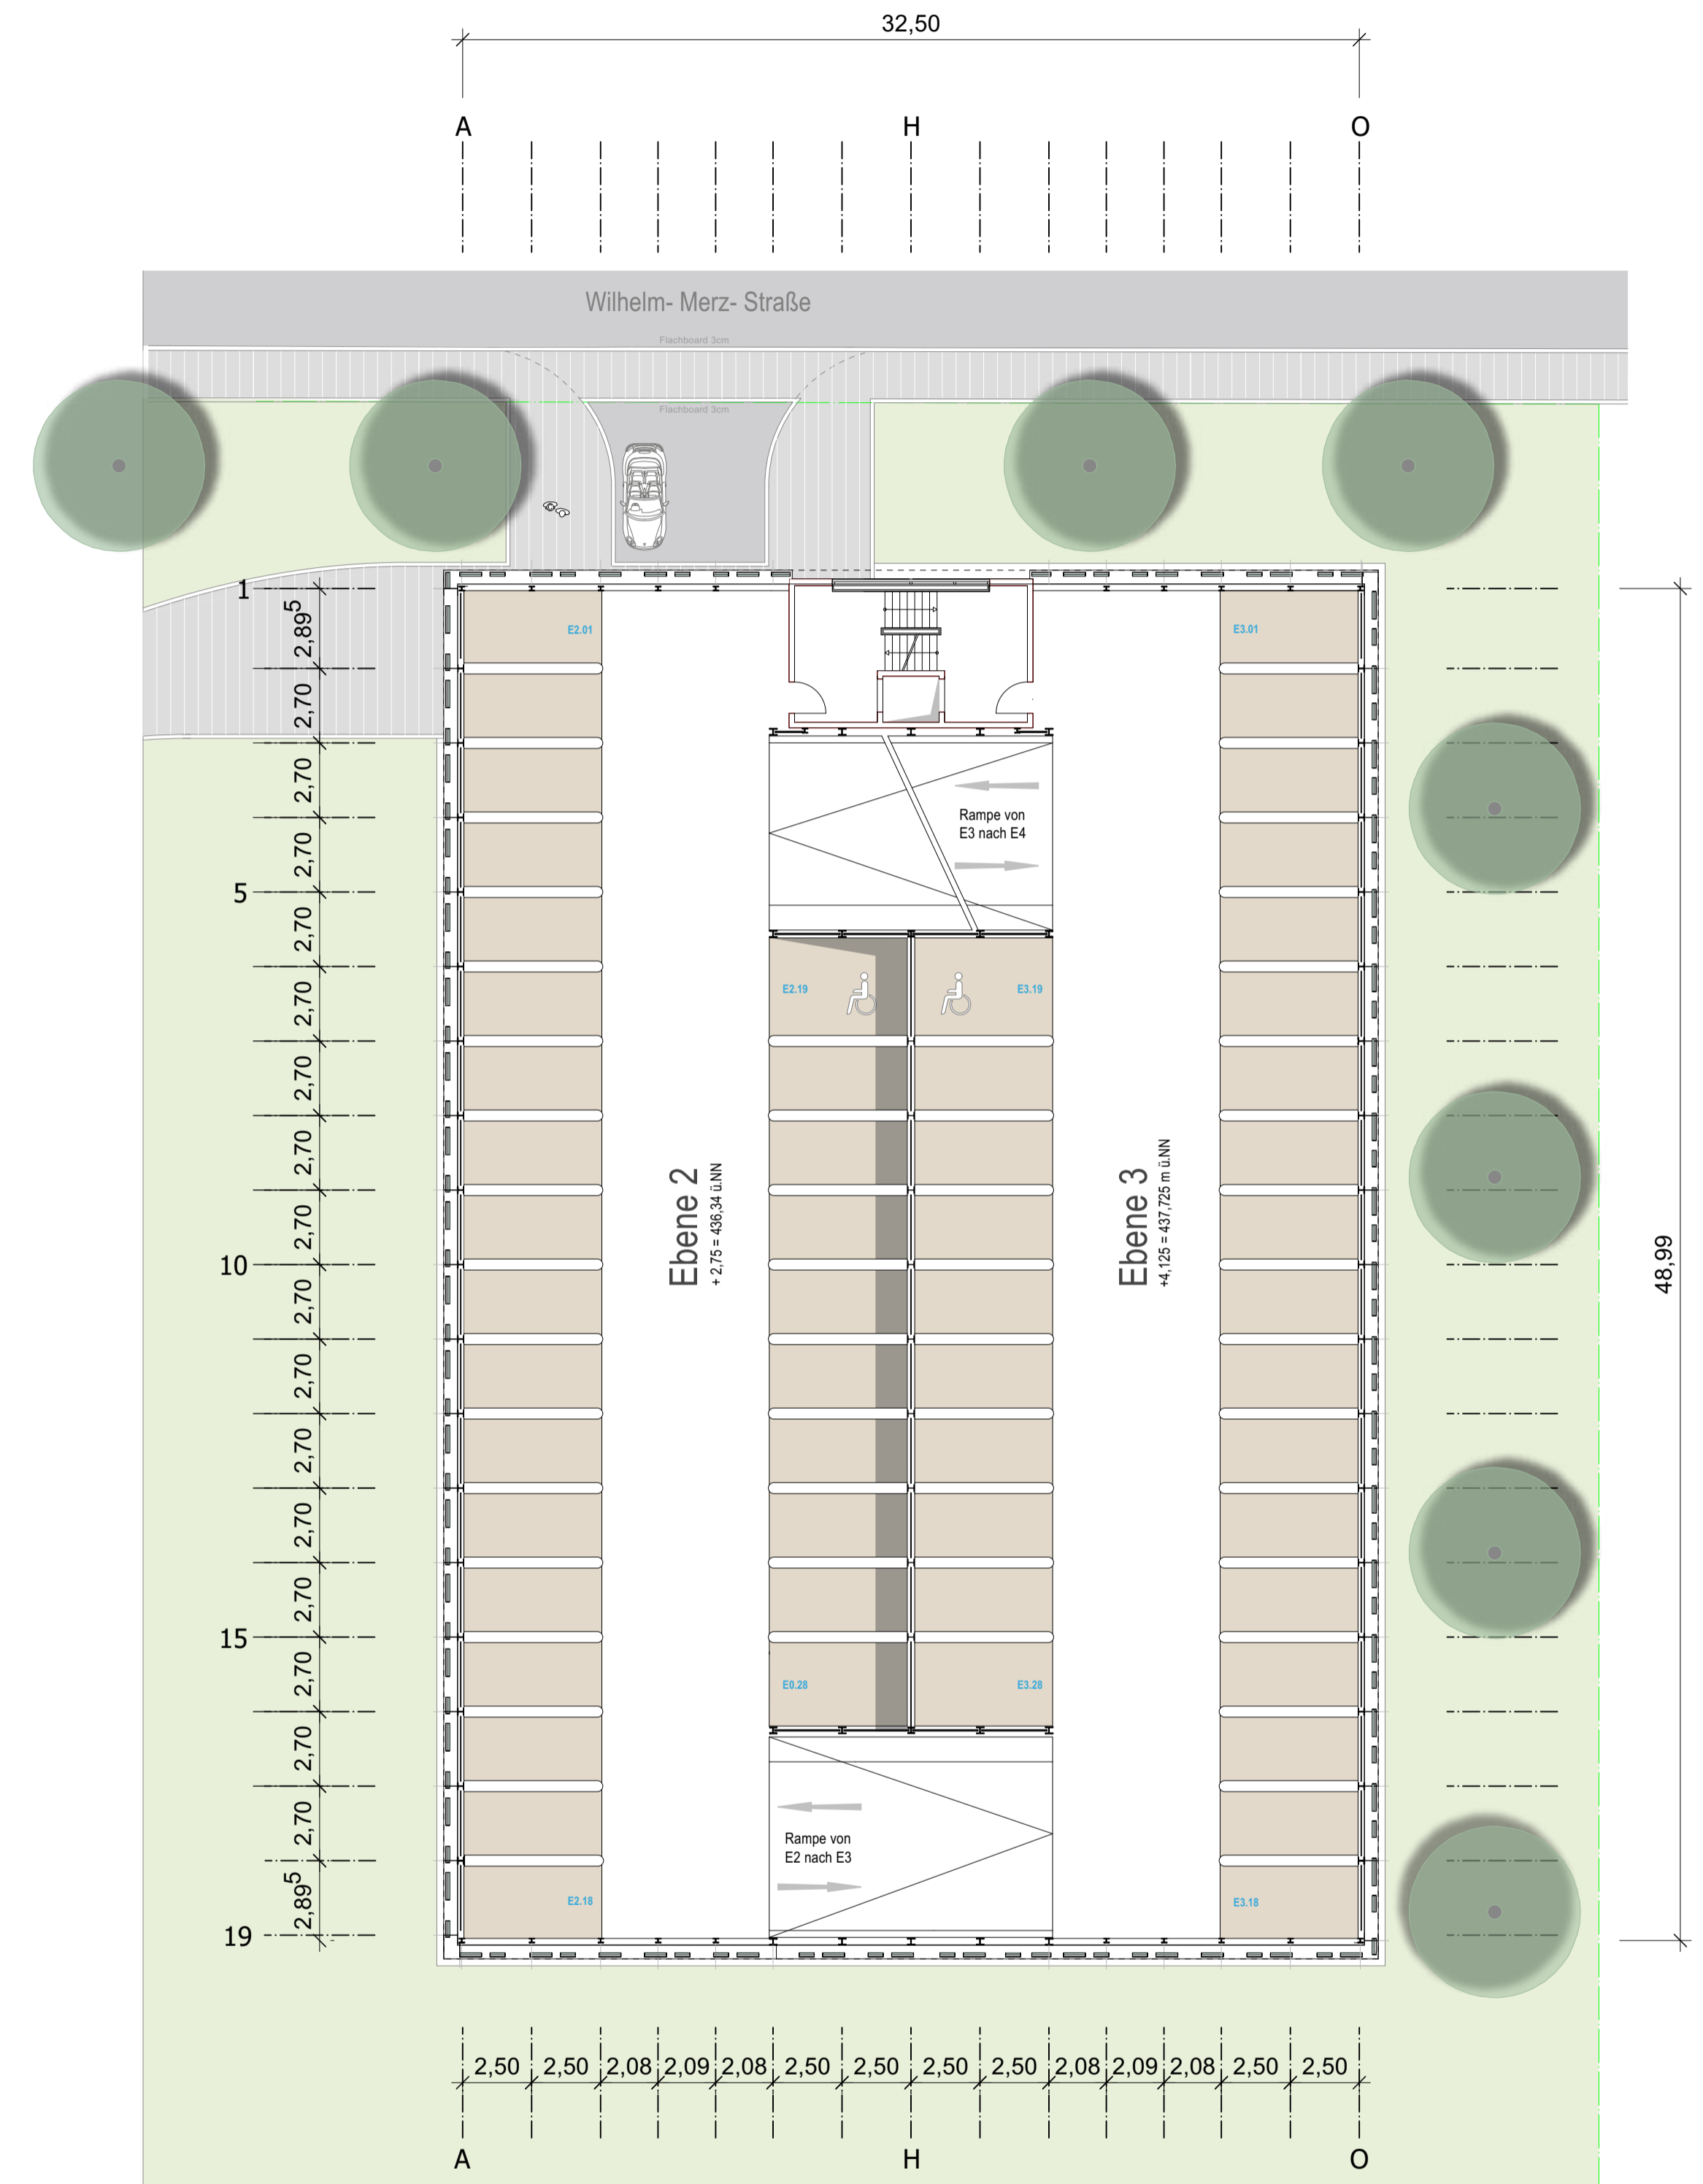 32,50
A
H
O
Wilhelm- Merz- Straße
Flachboard 3cm
Flachboard 3cm
1
2,89⁵
2,70
2,70
2,70
5
2,70
2,70
2,70
2,70
2,70
10
2,70
2,70
2,70
2,70
2,70
15
2,70
2,70
2,70
2,89⁵
19
E2.01
E3.01
Rampe von
E3 nach E4
E2.19
E3.19
Ebene 2
+ 2,75 = 436,34 ü.NN
Ebene 3
+4,125 = 437,725 m ü.NN
48,99
E0.28
E3.28
Rampe von
E2 nach E3
E2.18
E3.18
2,50
2,50
2,08
2,09
2,08
2,50
2,50
2,50
2,50
2,08
2,09
2,08
2,50
2,50
A
H
O